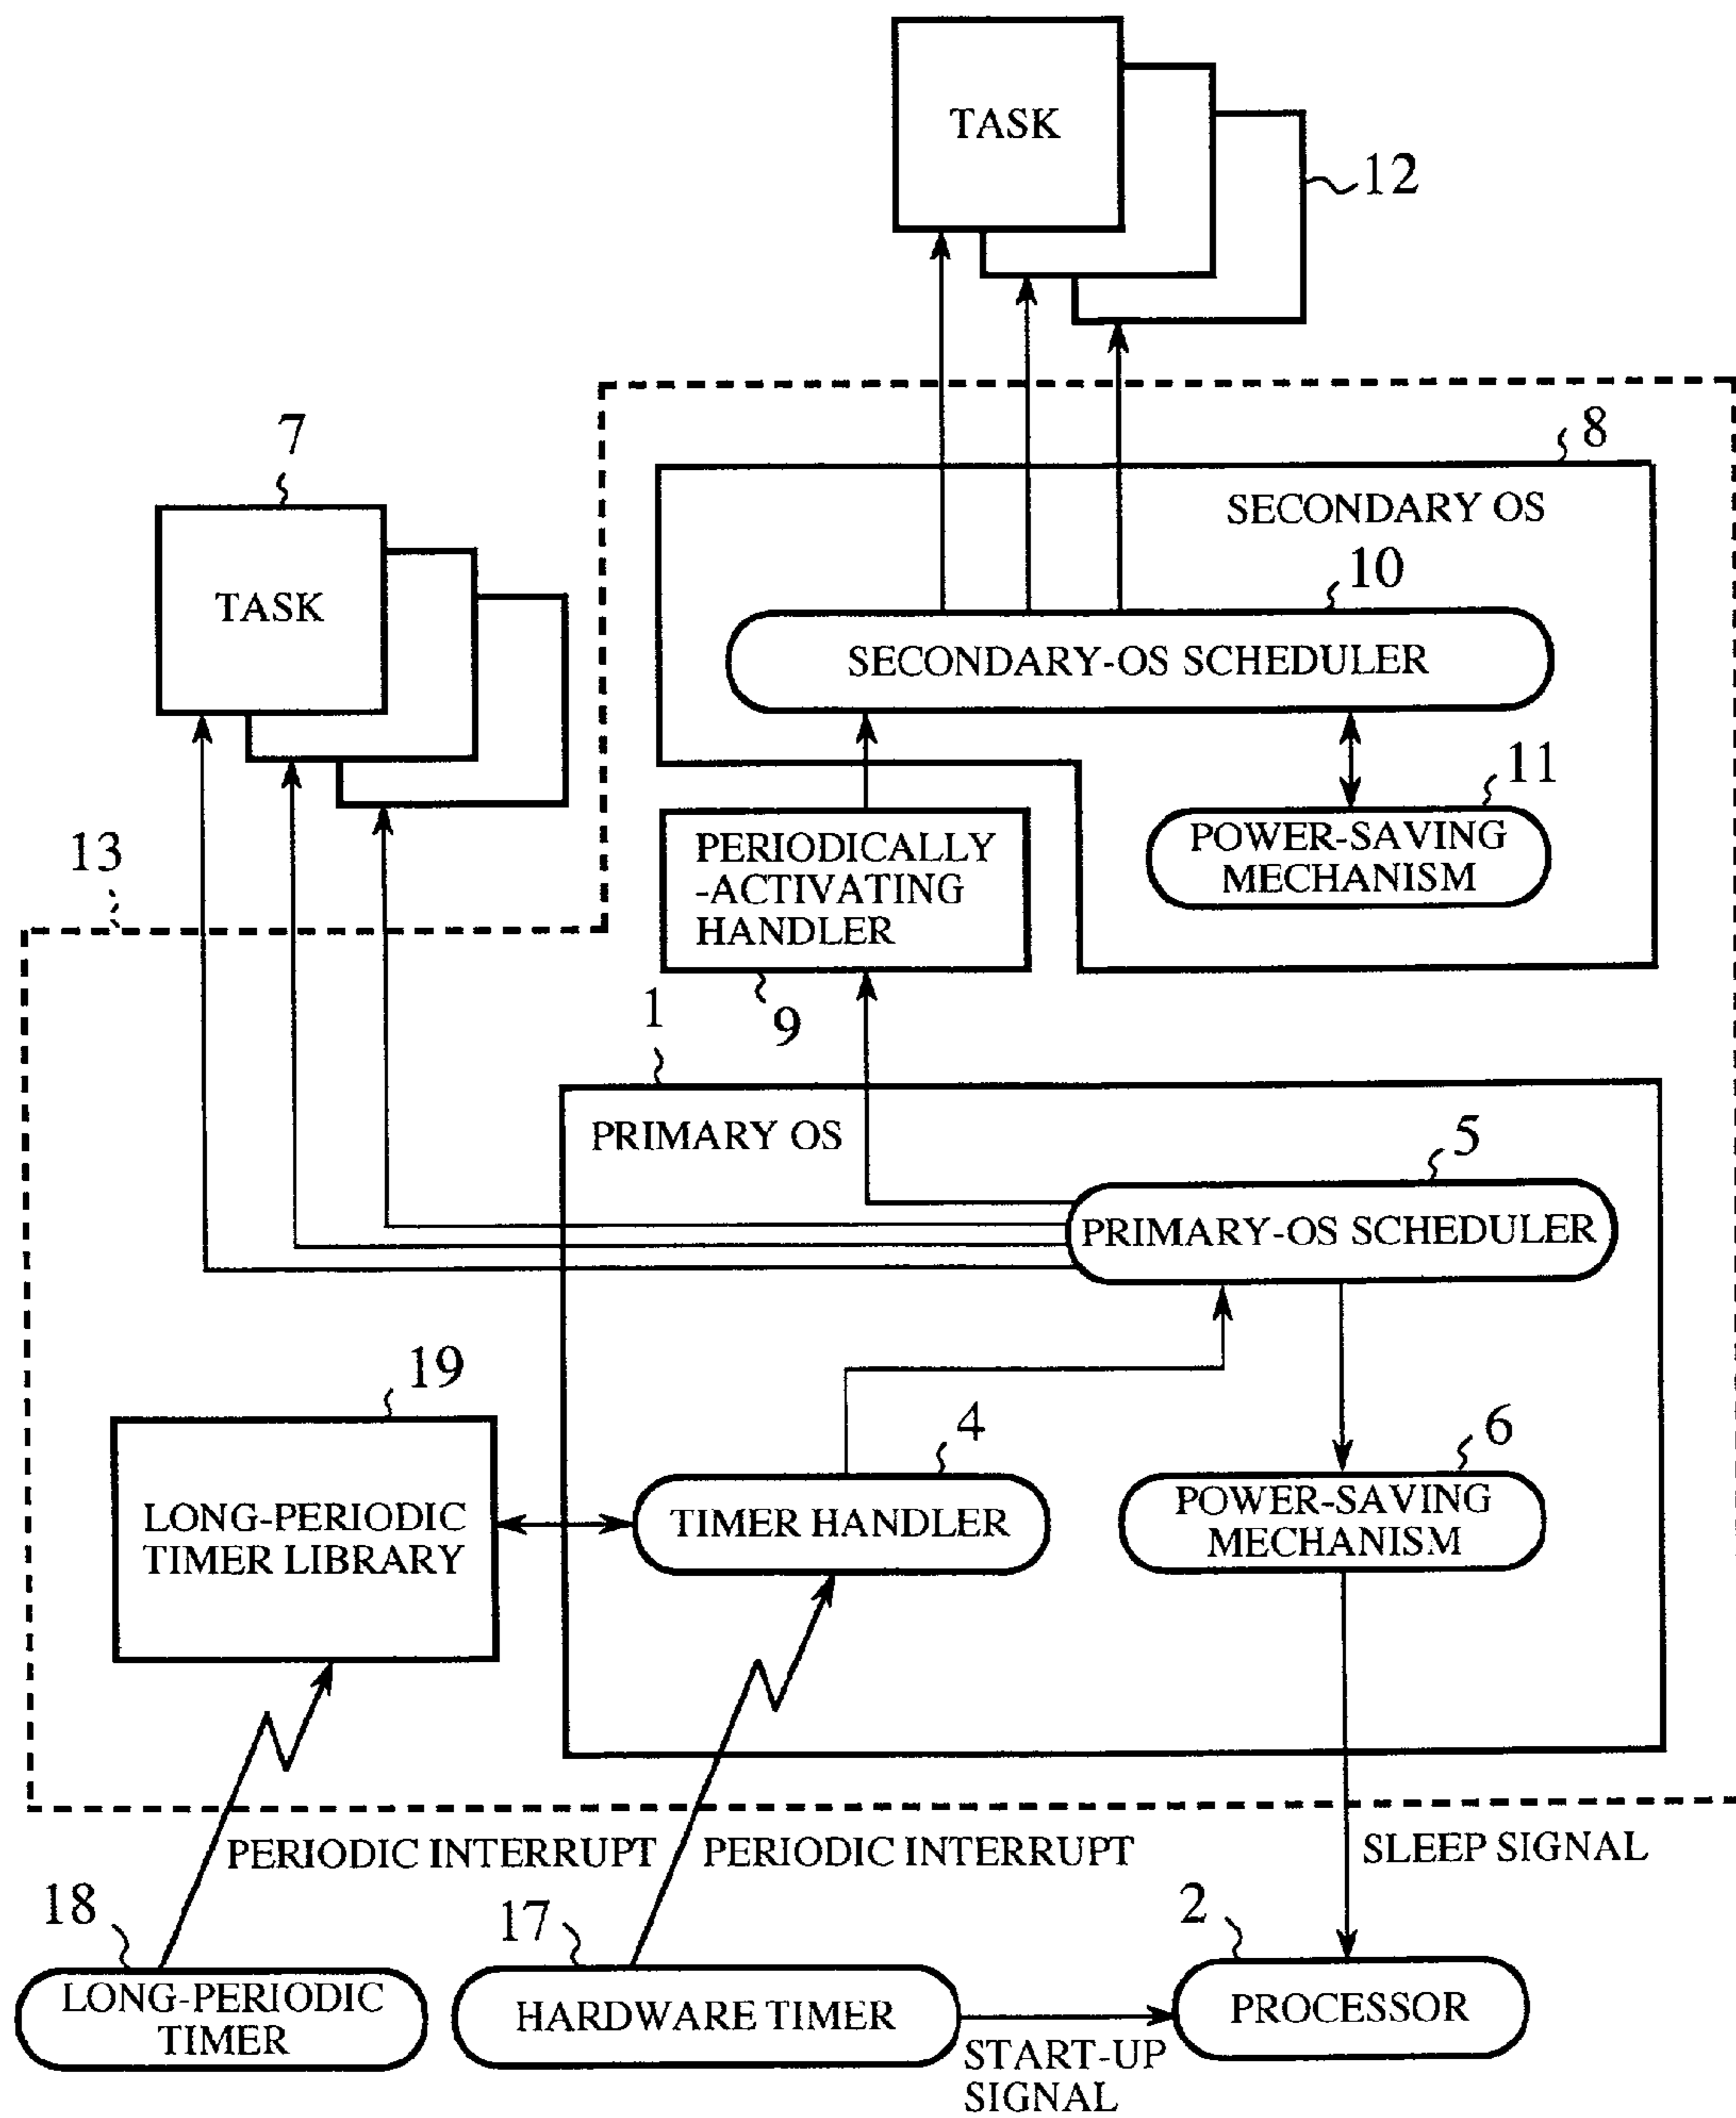 TASK
12
7
8
SECONDARY OS
TASK
10
SECONDARY-OS SCHEDULER
11
13
PERIODICALLY
-ACTIVATING
HANDLER
POWER-SAVING
MECHANISM
9
1
PRIMARY OS
5
PRIMARY-OS SCHEDULER
19
4
6
LONG-PERIODIC
TIMER LIBRARY
TIMER HANDLER
POWER-SAVING
MECHANISM
PERIODIC INTERRUPT
PERIODIC INTERRUPT
SLEEP SIGNAL
18
17
2
LONG-PERIODIC
TIMER
HARDWARE TIMER
PROCESSOR
START-UP
SIGNAL